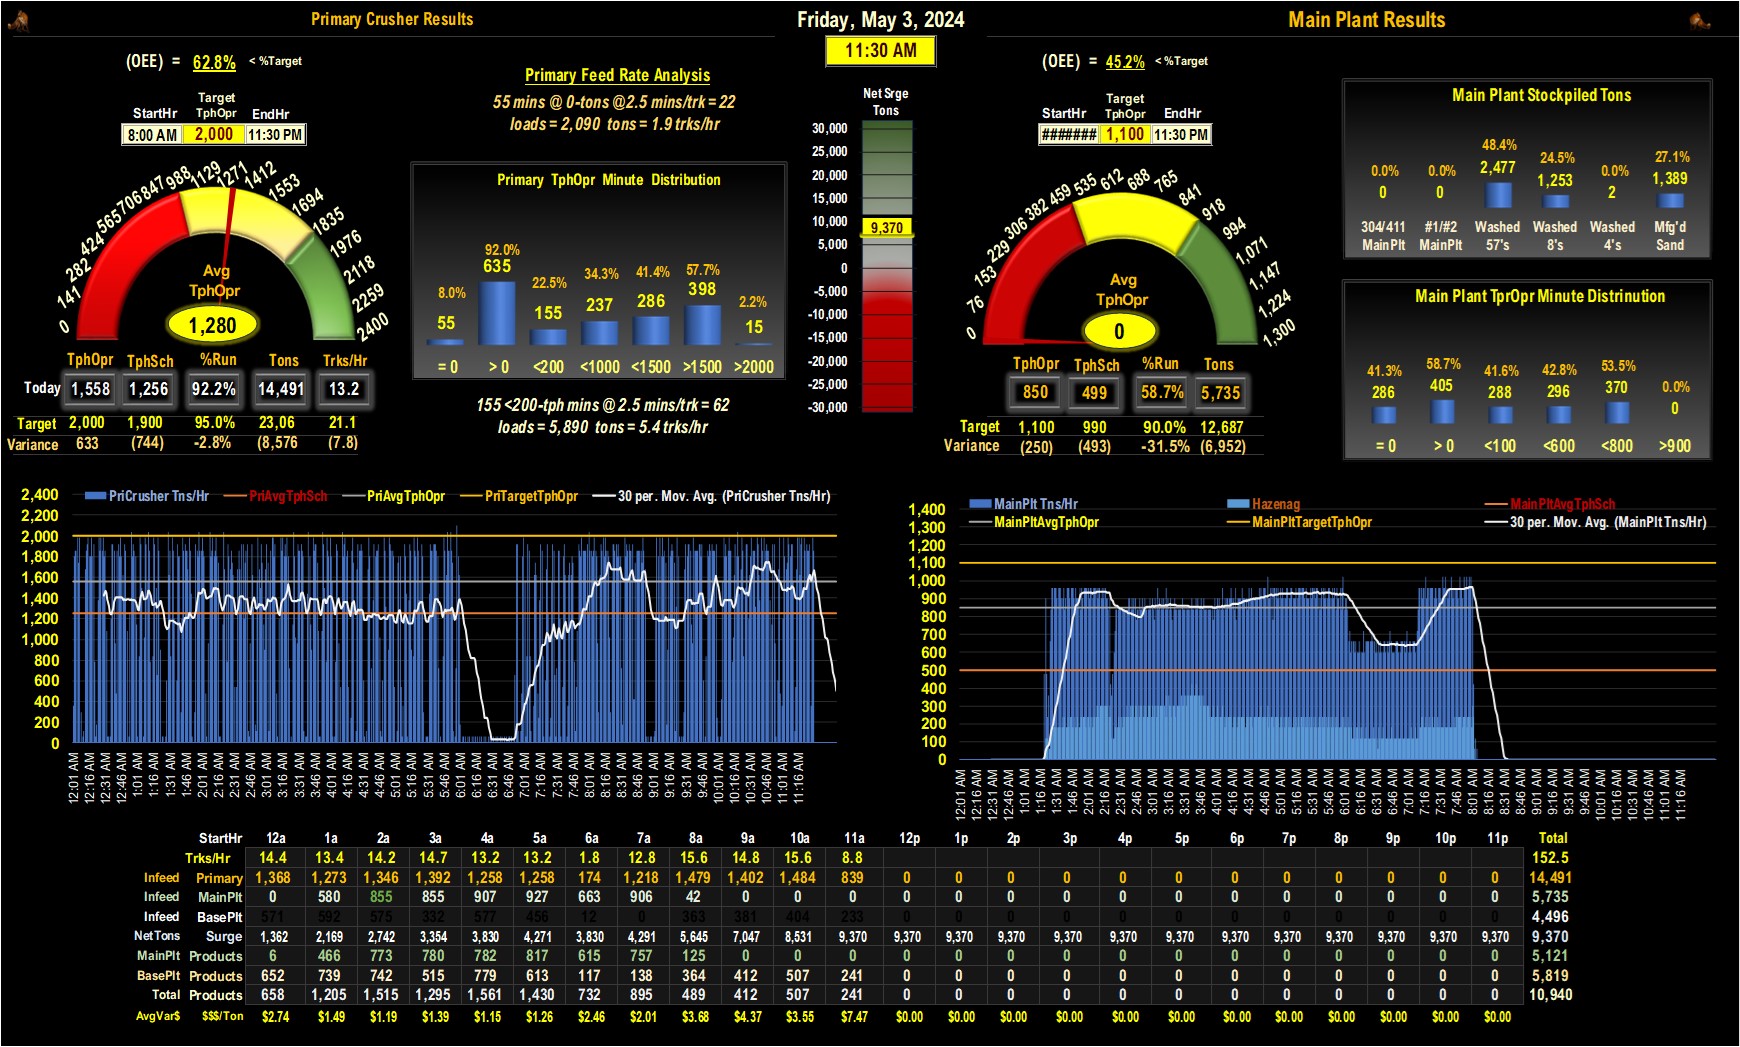 Primary Crusher Results
Friday, May 3, 2024
Main Plant Results
11:30 AM
(OEE) = 62.8% < %Target
StartHr Target TphOpr EndHr
8:00 AM 2,000 11:30 PM
0 141 282 424 565 706 847 988 1129 1271 1412 1553 1694 1835 1976 2118 2259 2400
Avg
TphOpr
1,280
TphOpr TphSch %Run Tons Trks/Hr
Today 1,558 1,256 92.2% 14,491 13.2
Target 2,000 1,900 95.0% 23,06 21.1
Variance 633 (744) -2.8% (8,576 (7.8)
Primary Feed Rate Analysis
55 mins @ 0-tons @2.5 mins/trk = 22
loads = 2,090 tons = 1.9 trks/hr
Primary TphOpr Minute Distribution
8.0% 92.0% 22.5% 34.3% 41.4% 57.7% 2.2%
55 635 155 237 286 398 15
= 0 > 0 <200 <1000 <1500 >1500 >2000
155 <200-tph mins @ 2.5 mins/trk = 62
loads = 5,890 tons = 5.4 trks/hr
Net Srge
Tons
30,000
25,000
20,000
15,000
10,000
9,370
5,000
0
-5,000
-10,000
-15,000
-20,000
-25,000
-30,000
(OEE) = 45.2% < %Target
StartHr Target TphOpr EndHr
####### 1,100 11:30 PM
0 76 153 229 306 382 459 535 612 688 765 841 918 994 1,071 1,147 1,224 1,300
Avg
TphOpr
0
TphOpr TphSch %Run Tons
850 499 58.7% 5,735
Target 1,100 990 90.0% 12,687
Variance (250) (493) -31.5% (6,952)
Main Plant Stockpiled Tons
0.0% 0.0% 48.4% 24.5% 0.0% 27.1%
0 0 2,477 1,253 2 1,389
304/411 #1/#2 Washed Washed Washed Mfg'd
MainPlt MainPlt 57's 8's 4's Sand
Main Plant TprOpr Minute Distrinution
41.3% 58.7% 41.6% 42.8% 53.5% 0.0%
286 405 288 296 370 0
= 0 > 0 <100 <600 <800 >900
PriCrusher Tns/Hr PriAvgTphSch PriAvgTphOpr PriTargetTphOpr 30 per. Mov. Avg. (PriCrusher Tns/Hr)
2,400
2,200
2,000
1,800
1,600
1,400
1,200
1,000
800
600
400
200
0
12:01 AM 12:16 AM 12:31 AM 12:46 AM 1:01 AM 1:16 AM 1:31 AM 1:46 AM 2:01 AM 2:16 AM 2:31 AM 2:46 AM 3:01 AM 3:16 AM 3:31 AM 3:46 AM 4:01 AM 4:16 AM 4:31 AM 4:46 AM 5:01 AM 5:16 AM 5:31 AM 5:46 AM 6:01 AM 6:16 AM 6:31 AM 6:46 AM 7:01 AM 7:16 AM 7:31 AM 7:46 AM 8:01 AM 8:16 AM 8:31 AM 8:46 AM 9:01 AM 9:16 AM 9:31 AM 9:46 AM 10:01 AM 10:16 AM 10:31 AM 10:46 AM 11:01 AM 11:16 AM
MainPlt Tns/Hr Hazenag MainPltAvgTphSch
MainPltAvgTphOpr MainPltTargetTphOpr 30 per. Mov. Avg. (MainPlt Tns/Hr)
1,400
1,300
1,200
1,100
1,000
900
800
700
600
500
400
300
200
100
0
12:01 AM 12:16 AM 12:31 AM 12:46 AM 1:01 AM 1:16 AM 1:31 AM 1:46 AM 2:01 AM 2:16 AM 2:31 AM 2:46 AM 3:01 AM 3:16 AM 3:31 AM 3:46 AM 4:01 AM 4:16 AM 4:31 AM 4:46 AM 5:01 AM 5:16 AM 5:31 AM 5:46 AM 6:01 AM 6:16 AM 6:31 AM 6:46 AM 7:01 AM 7:16 AM 7:31 AM 7:46 AM 8:01 AM 8:16 AM 8:31 AM 8:46 AM 9:01 AM 9:16 AM 9:31 AM 9:46 AM 10:01 AM 10:16 AM 10:31 AM 10:46 AM 11:01 AM 11:16 AM
StartHr 12a 1a 2a 3a 4a 5a 6a 7a 8a 9a 10a 11a 12p 1p 2p 3p 4p 5p 6p 7p 8p 9p 10p 11p Total
Trks/Hr 14.4 13.4 14.2 14.7 13.2 13.2 1.8 12.8 15.6 14.8 15.6 8.8 152.5
Infeed Primary 1,368 1,273 1,346 1,392 1,258 1,258 174 1,218 1,479 1,402 1,484 839 0 0 0 0 0 0 0 0 0 0 0 0 14,491
Infeed MainPlt 0 580 855 855 907 927 663 906 42 0 0 0 0 0 0 0 0 0 0 0 0 0 0 0 5,735
Infeed BasePlt 571 592 575 332 577 456 12 0 363 381 404 233 0 0 0 0 0 0 0 0 0 0 0 0 4,496
NetTons Surge 1,362 2,169 2,742 3,354 3,830 4,271 3,830 4,291 5,645 7,047 8,531 9,370 9,370 9,370 9,370 9,370 9,370 9,370 9,370 9,370 9,370 9,370 9,370 9,370 9,370
MainPlt Products 6 466 773 780 782 817 615 757 125 0 0 0 0 0 0 0 0 0 0 0 0 0 0 0 5,121
BasePlt Products 652 739 742 515 779 613 117 138 364 412 507 241 0 0 0 0 0 0 0 0 0 0 0 0 5,819
Total Products 658 1,205 1,515 1,295 1,561 1,430 732 895 489 412 507 241 0 0 0 0 0 0 0 0 0 0 0 0 10,940
AvgVar$ $$$/Ton $2.74 $1.49 $1.19 $1.39 $1.15 $1.26 $2.46 $2.01 $3.68 $4.37 $3.55 $7.47 $0.00 $0.00 $0.00 $0.00 $0.00 $0.00 $0.00 $0.00 $0.00 $0.00 $0.00 $0.00